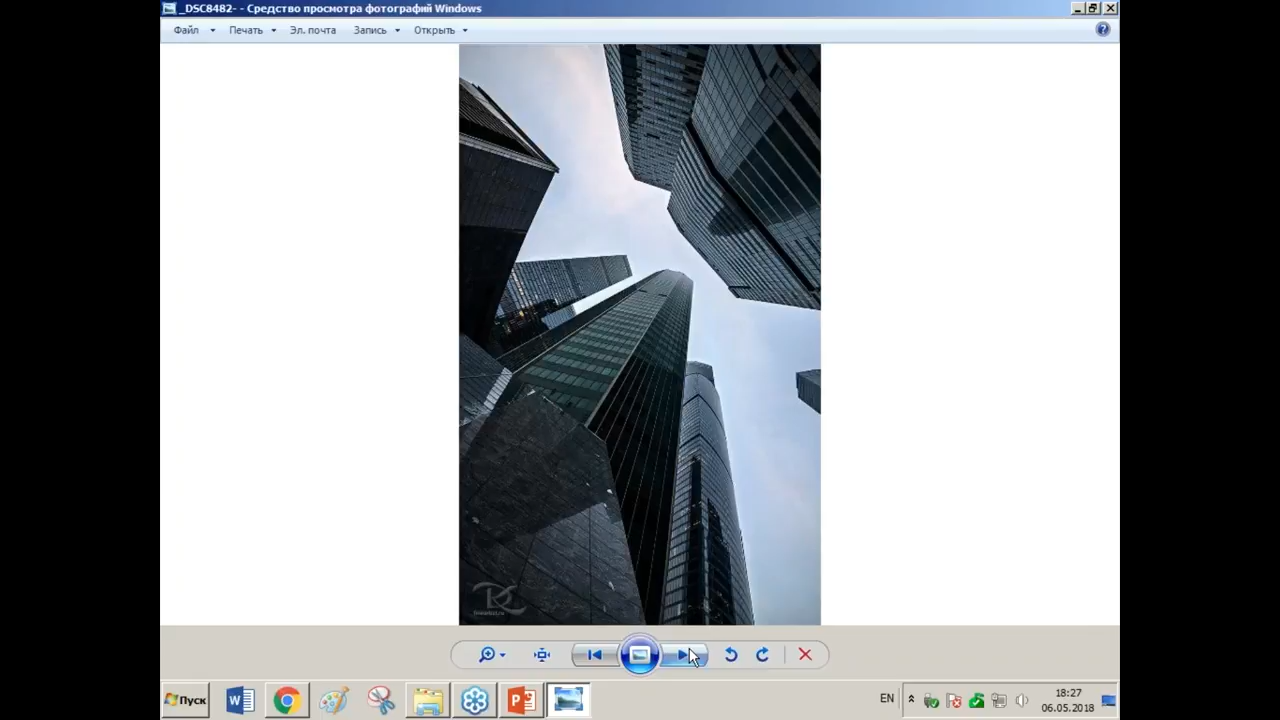 _DSC8482- - Средство просмотра фотографий Windows
Файл Печать Эл. почта Запись Открыть
Пуск
EN
18:27
06.05.2018